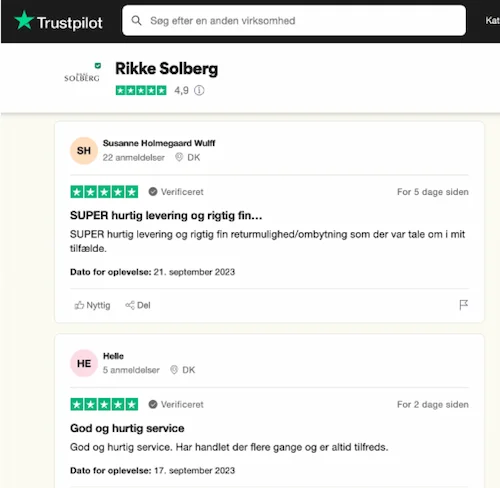 Trustpilot
Søg efter en anden virksomhed
Kat
SOLBERG
Rikke Solberg
4,9
SH
Susanne Holmegaard Wulff
22 anmeldelser DK
Verificeret
For 5 dage siden
SUPER hurtig levering og rigtig fin...
SUPER hurtig levering og rigtig fin returmulighed/ombytning som der var tale om i mit
tilfælde.
Dato for oplevelse: 21. september 2023
Nyttig Del
HE
Helle
5 anmeldelser DK
Verificeret
For 2 dage siden
God og hurtig service
God og hurtig service. Har handlet der flere gange og er altid tilfreds.
Dato for oplevelse: 17. september 2023